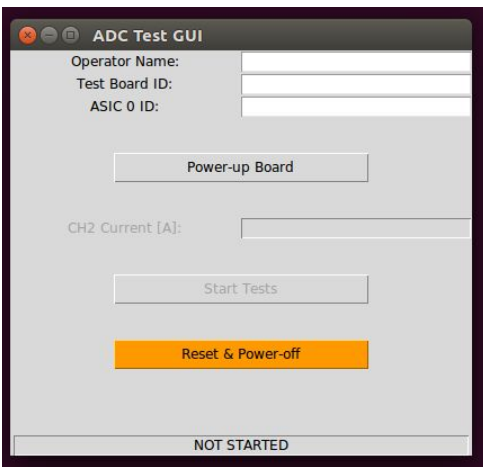 ADC Test GUI
Operator Name:
Test Board ID:
ASIC 0 ID:
Power-up Board
CH2 Current [A]:
Start Tests
Reset & Power-off
NOT STARTED